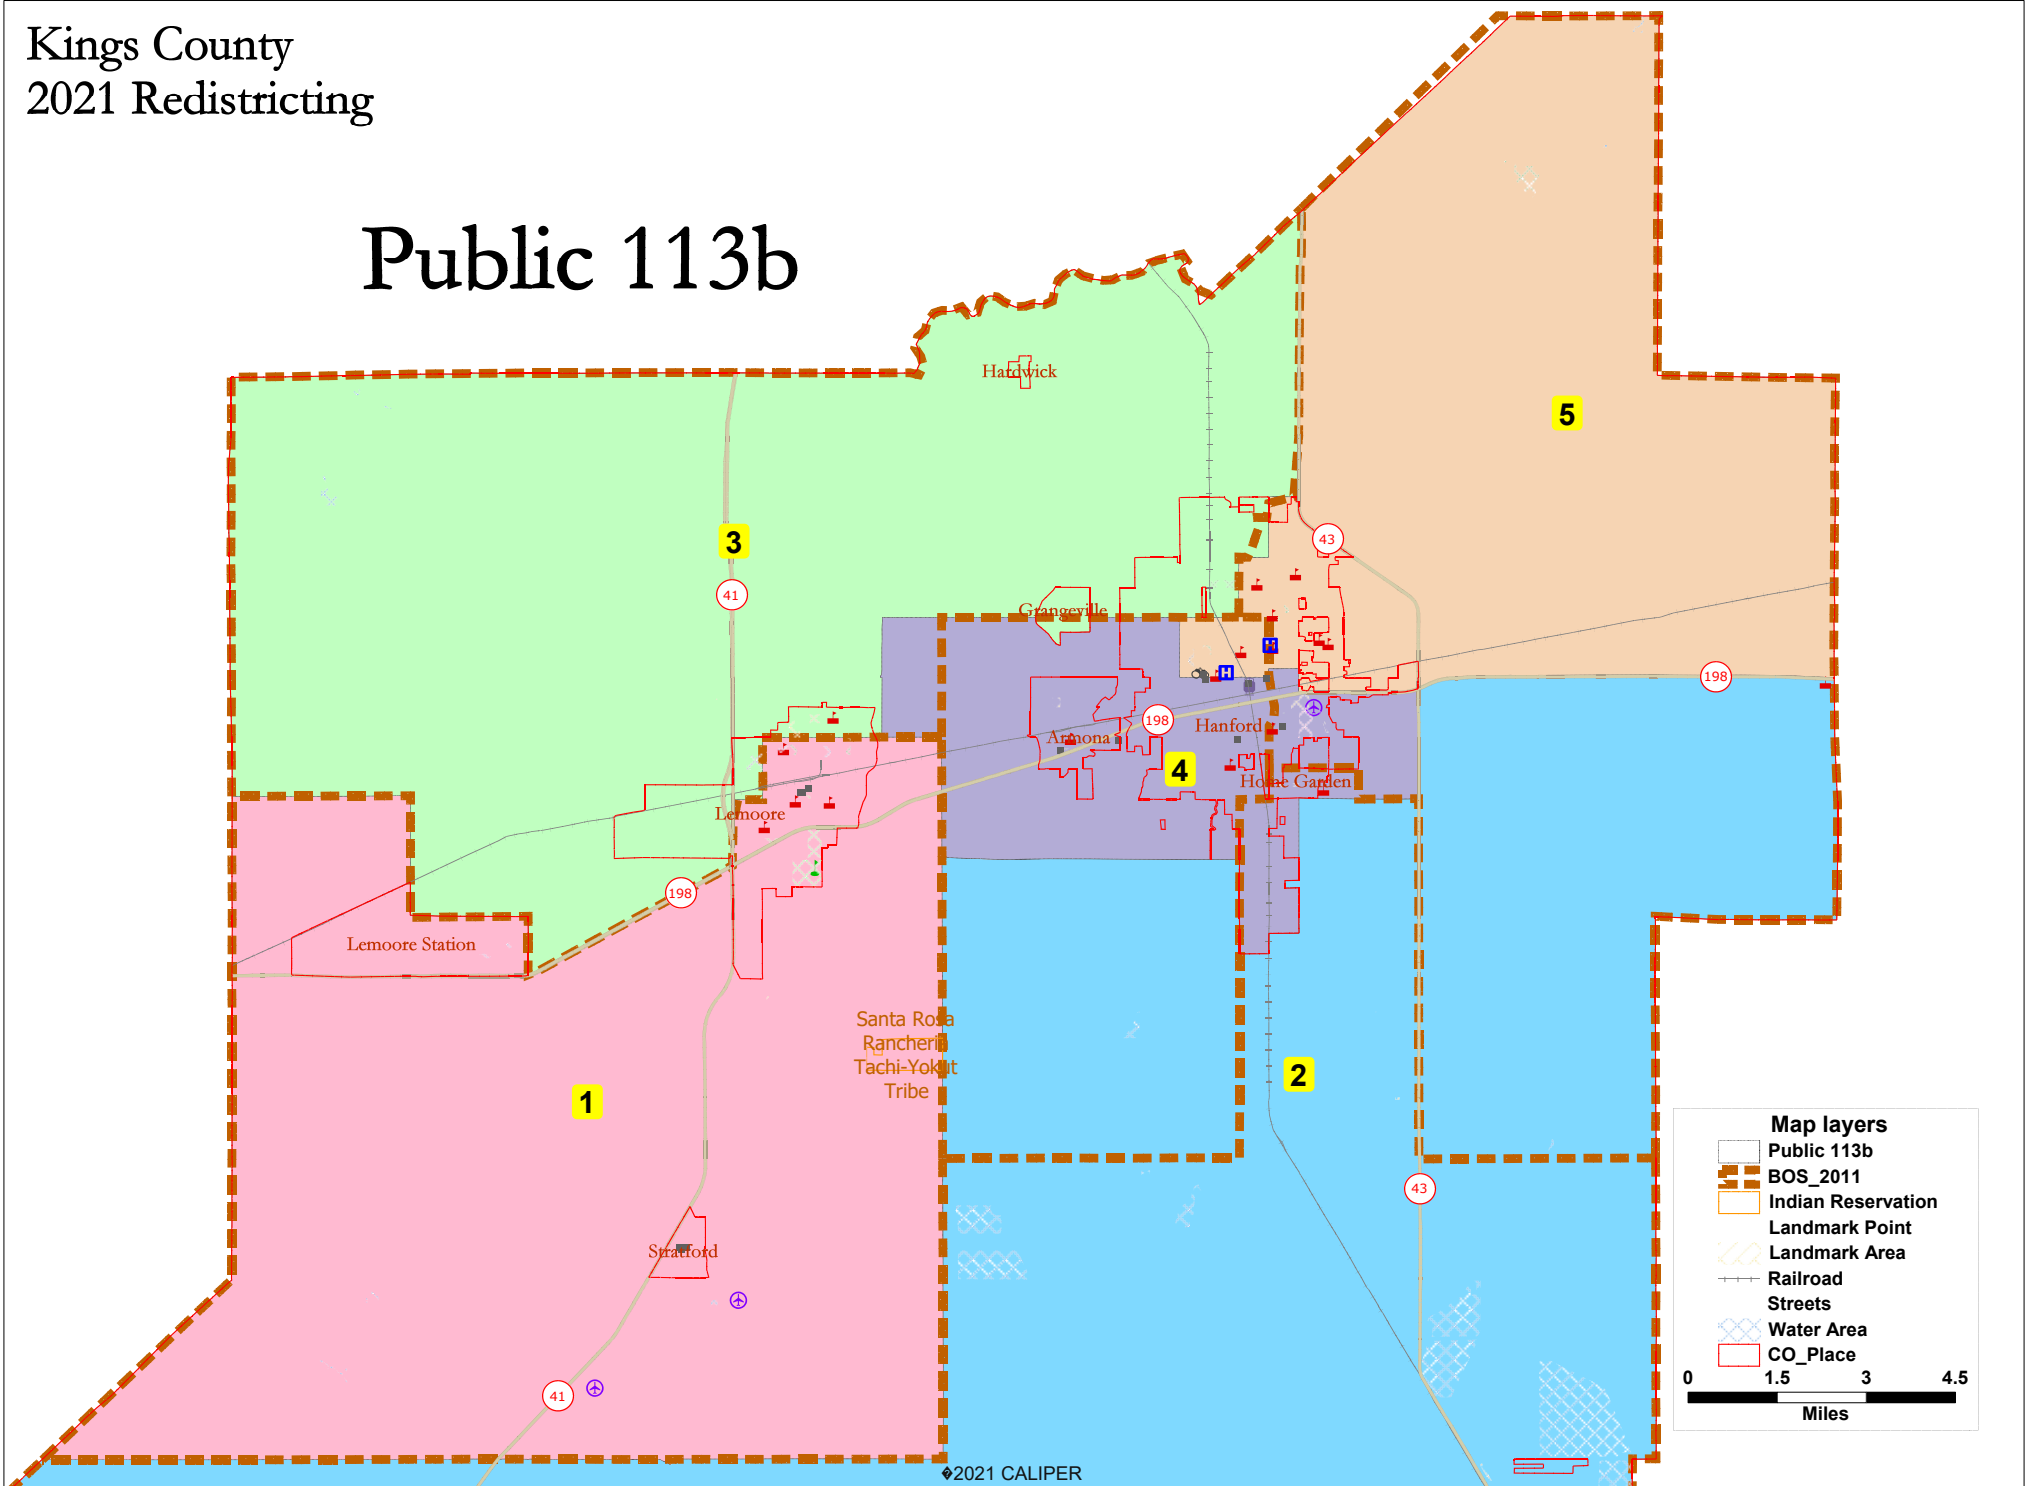 Kings County
2021 Redistricting
Public 113b
Hardwick
5
3
43
41
Grangeville
198
198
Hanford
Armona
4
Home Garden
Lemoore
198
Lemoore Station
Santa Rosa
Rancheria
Tachi-Yokut
Tribe
2
1
43
Stratford
41
Map layers
Public 113b
BOS_2011
Indian Reservation
Landmark Point
Landmark Area
Railroad
Streets
Water Area
CO_Place
0 1.5 3 4.5
Miles
H
H
�2021 CALIPER